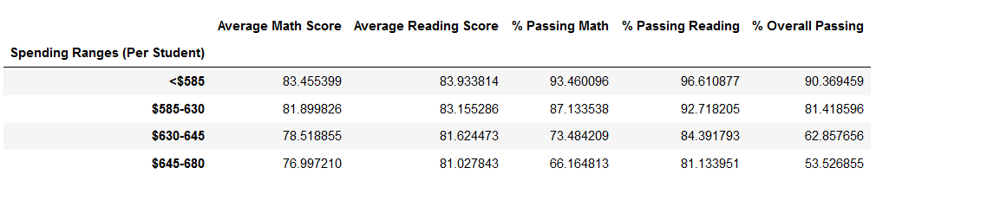 Average Math Score Average Reading Score % Passing Math % Passing Reading % Overall Passing
Spending Ranges (Per Student)
<$585 83.455399 83.933814 93.460096 96.610877 90.369459
$585-630 81.899826 83.155286 87.133538 92.718205 81.418596
$630-645 78.518855 81.624473 73.484209 84.391793 62.857656
$645-680 76.997210 81.027843 66.164813 81.133951 53.526855